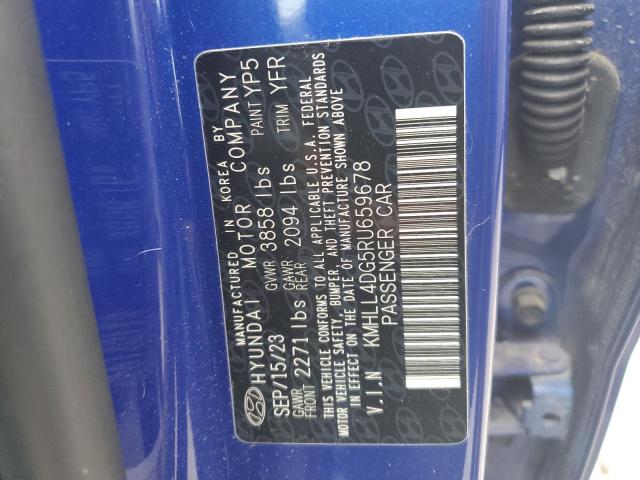 MANUFACTURED IN KOREA BY
HYUNDAI MOTOR COMPANY
SEP/15/23 GVWR 3858 lbs PAINT YP5
GAWR FRONT 2271 lbs GAWR REAR 2094 lbs TRIM YFR
THIS VEHICLE CONFORMS TO ALL APPLICABLE U.S.A. FEDERAL
MOTOR VEHICLE SAFETY, BUMPER, AND THEFT PREVENTION STANDARDS
IN EFFECT ON THE DATE OF MANUFACTURE SHOWN ABOVE
V.I.N KMHLL4DG5RU659678
PASSENGER CAR